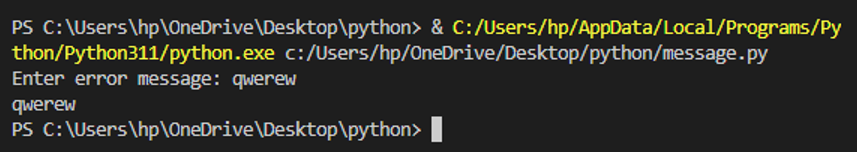 PS C:\Users\hp\OneDrive\Desktop\python> & C:/Users/hp/AppData/Local/Programs/Py
thon/Python311/python.exe c:/Users/hp/OneDrive/Desktop/python/message.py
Enter error message: qwerew
qwerew
PS C:\Users\hp\OneDrive\Desktop\python>